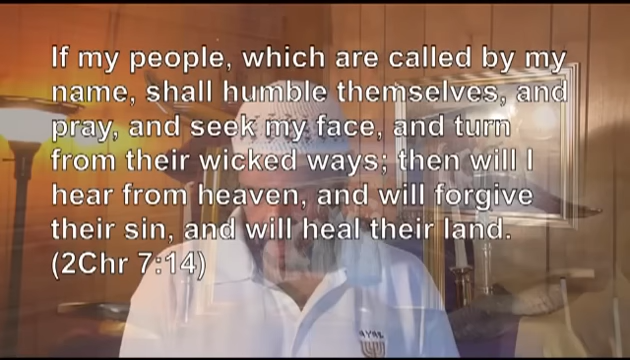 If my people, which are called by my
name, shall humble themselves, and
pray, and seek my face, and turn
from their wicked ways; then will I
hear from heaven, and will forgive
their sin, and will heal their land.
(2Chr 7:14)